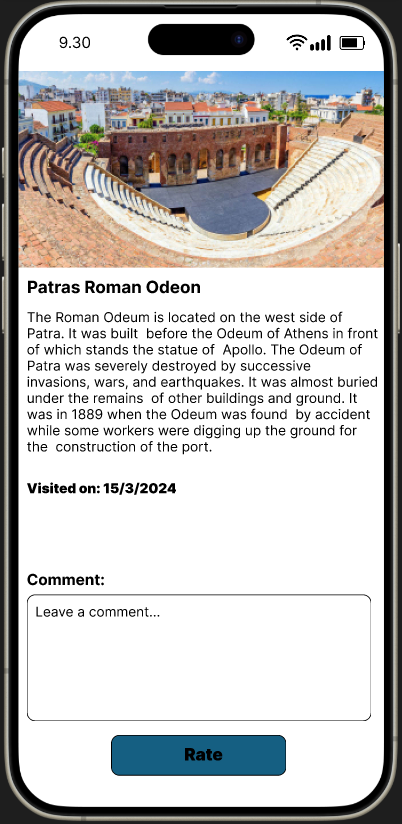 9.30
Patras Roman Odeon
The Roman Odeum is located on the west side of
Patra. It was built  before the Odeum of Athens in front
of which stands the statue of  Apollo. The Odeum of
Patra was severely destroyed by successive
invasions, wars, and earthquakes. It was almost buried
under the remains  of other buildings and ground. It
was in 1889 when the Odeum was found  by accident
while some workers were digging up the ground for
the  construction of the port.
Visited on: 15/3/2024
Comment:
Leave a comment...
Rate